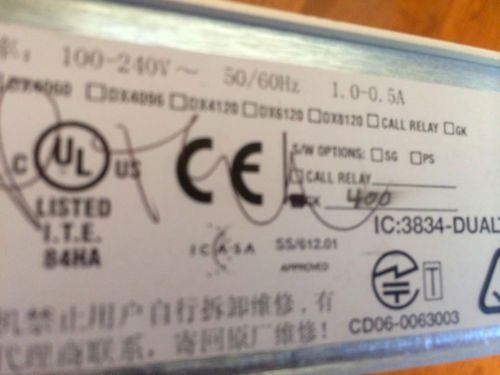 率: 100-240V~ 50/60Hz 1.0-0.5A
DX4060 □DX4096 □DX4120 □DX6120 □DX8120 □CALL RELAY □GK
S/W OPTIONS: □SG □PS
□CALL RELAY
■GK 400
C UL US
LISTED
I.T.E.
84HA
CE
ICASA SS/612.01
APPROVED
IC:3834-DUAL
T
CD06-0063003
机禁止用户自行拆卸维修,有
代理商联系,寄回原厂维修!